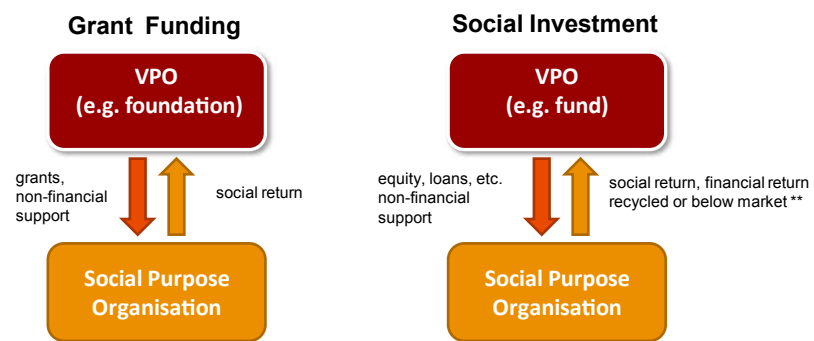 Grant Funding
VPO
(e.g. foundation)
grants,
non-financial
support
social return
Social Purpose
Organisation
Social Investment
VPO
(e.g. fund)
equity, loans, etc.
non-financial
support
social return, financial return
recycled or below market **
Social Purpose
Organisation